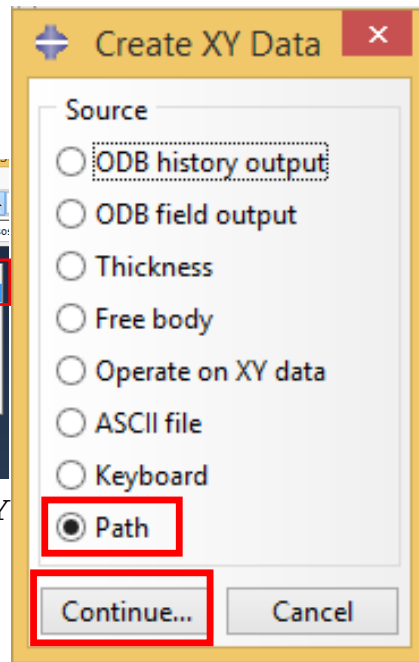 Create XY Data
Source
ODB history output
ODB field output
Thickness
Free body
Operate on XY data
ASCII file
Keyboard
Path
Continue...
Cancel
Y